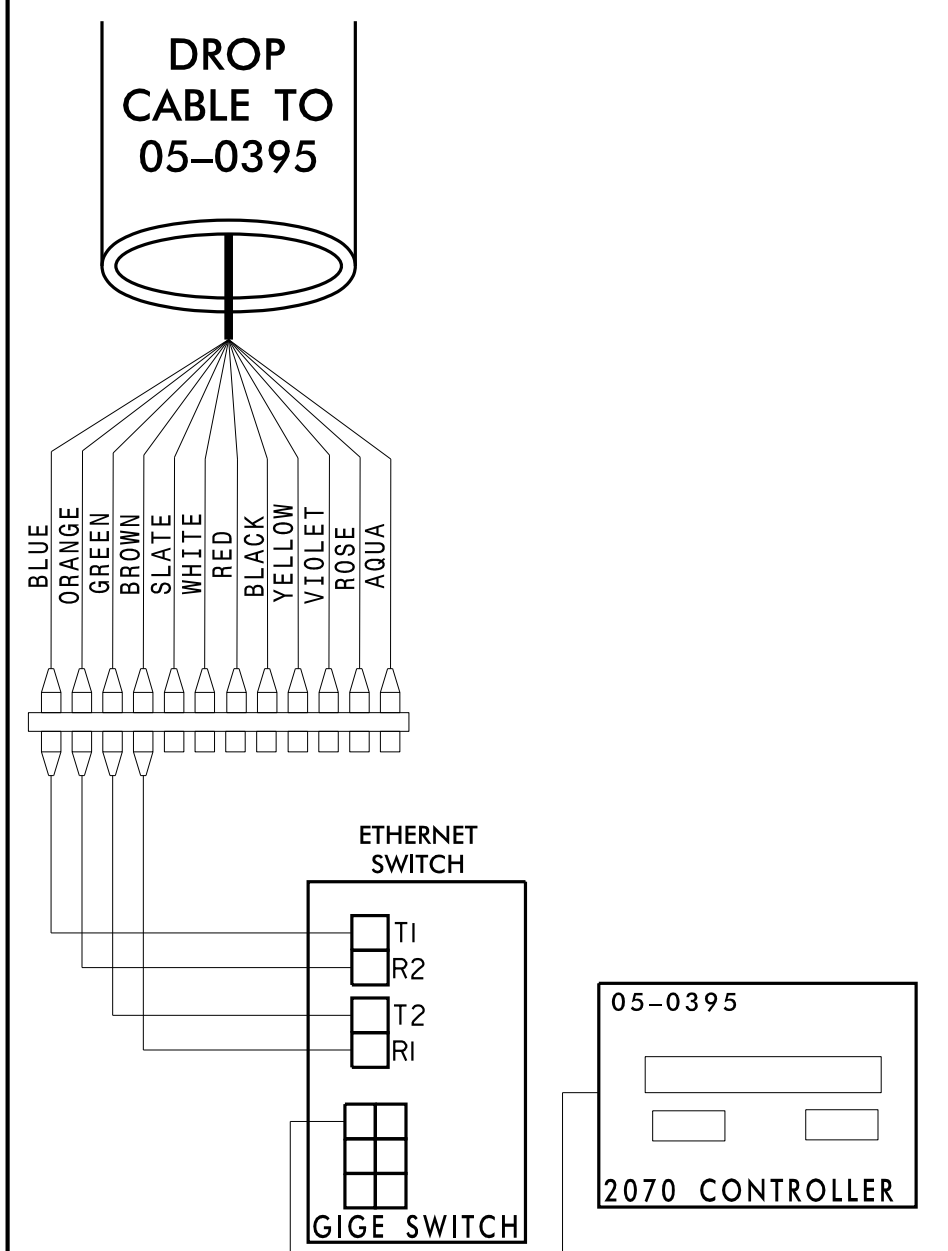 DROP
CABLE TO
05–0395
BLUE
ORANGE
GREEN
BROWN
SLATE
WHITE
RED
BLACK
YELLOW
VIOLET
ROSE
AQUA
ETHERNET
SWITCH
T1
R2
T2
R1
GIGE SWITCH
05–0395
2070 CONTROLLER